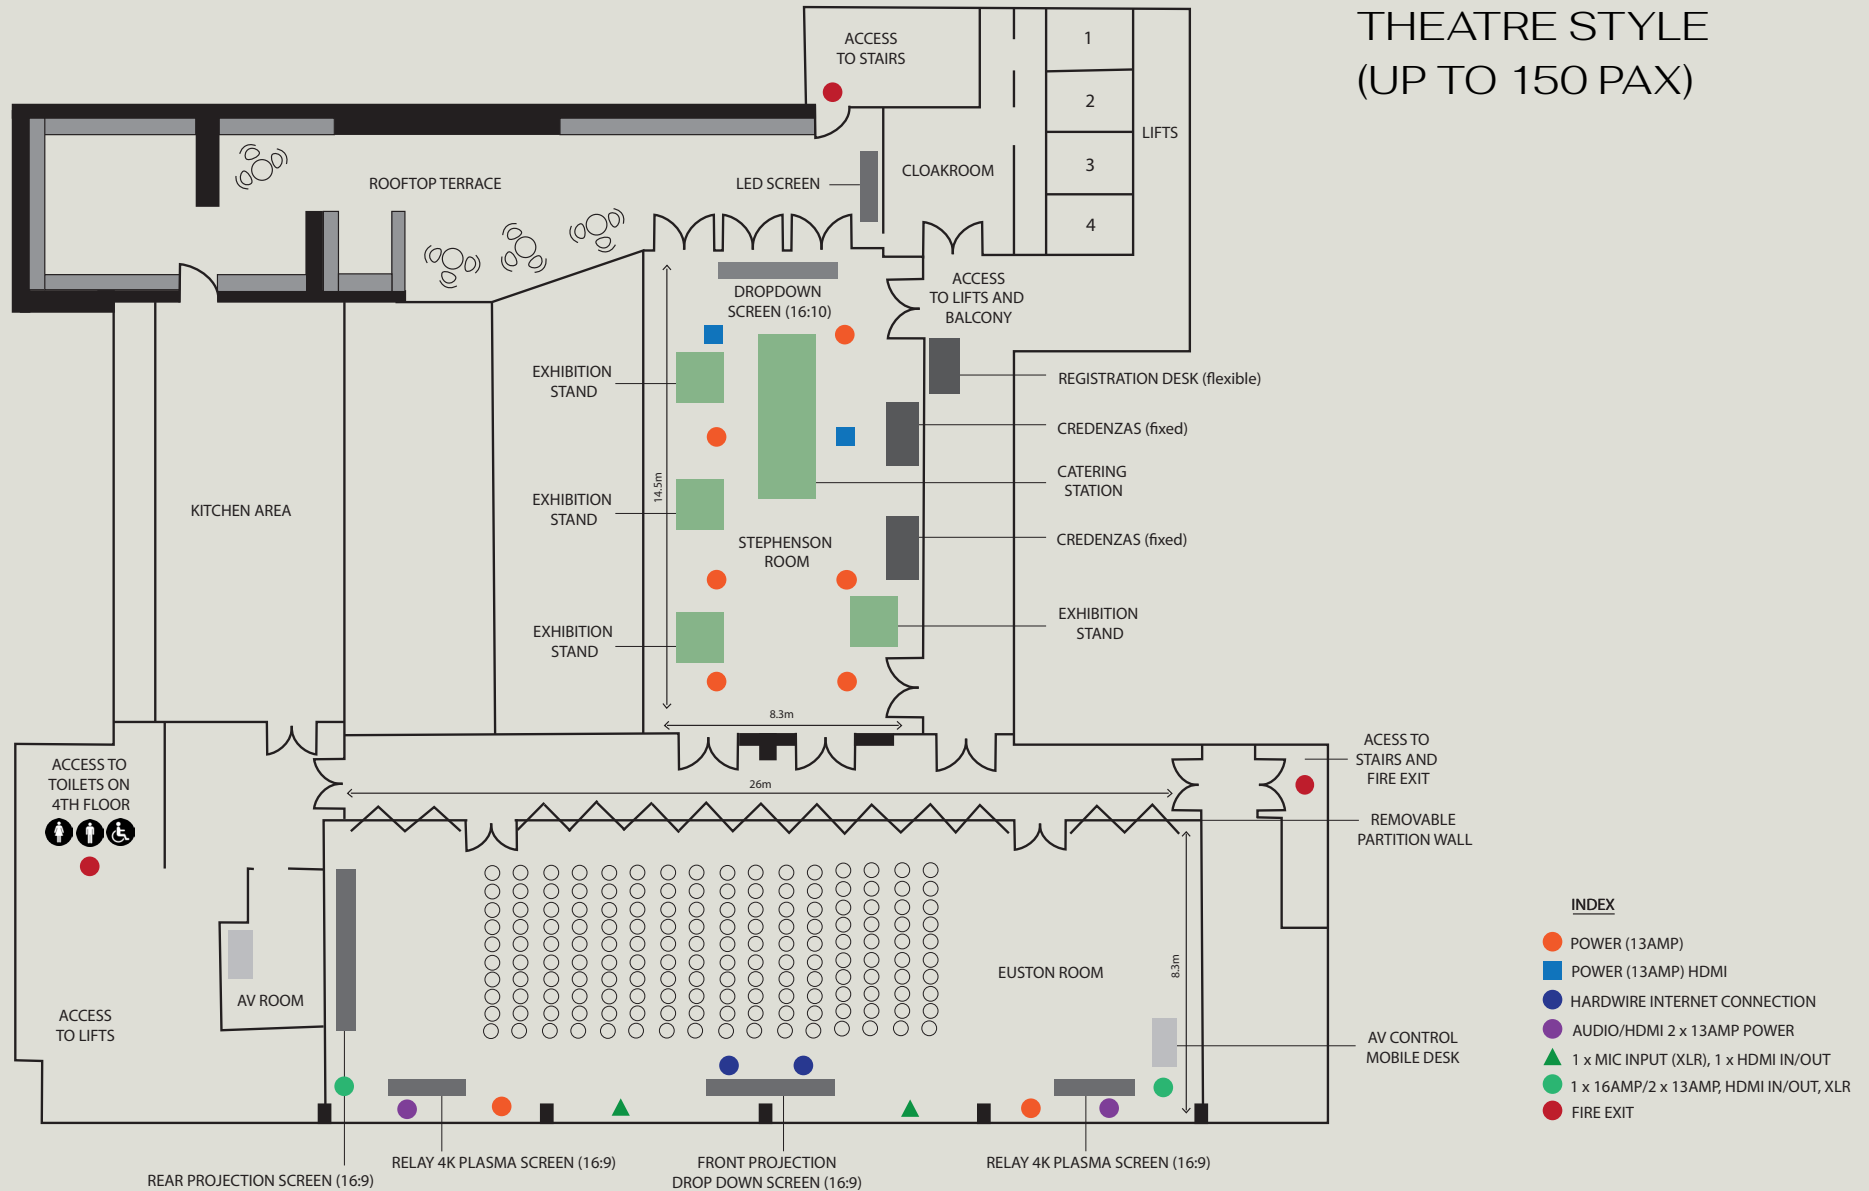 THEATRE STYLE
(UP TO 150 PAX)
ACCESS
TO STAIRS
1
2
3
4
LIFTS
CLOAKROOM
LED SCREEN
ROOFTOP TERRACE
DROPDOWN
SCREEN (16:10)
ACCESS
TO LIFTS AND
BALCONY
EXHIBITION
STAND
REGISTRATION DESK (flexible)
CREDENZAS (fixed)
CATERING
STATION
14.5m
EXHIBITION
STAND
KITCHEN AREA
STEPHENSON
ROOM
CREDENZAS (fixed)
EXHIBITION
STAND
EXHIBITION
STAND
8.3m
ACCESS TO
TOILETS ON
4TH FLOOR
26m
ACESS TO
STAIRS AND
FIRE EXIT
REMOVABLE
PARTITION WALL
EUSTON ROOM
8.3m
AV ROOM
ACCESS
TO LIFTS
AV CONTROL
MOBILE DESK
INDEX
POWER (13AMP)
POWER (13AMP) HDMI
HARDWIRE INTERNET CONNECTION
AUDIO/HDMI 2 x 13AMP POWER
1 x MIC INPUT (XLR), 1 x HDMI IN/OUT
1 x 16AMP/2 x 13AMP, HDMI IN/OUT, XLR
FIRE EXIT
REAR PROJECTION SCREEN (16:9)
RELAY 4K PLASMA SCREEN (16:9)
FRONT PROJECTION
DROP DOWN SCREEN (16:9)
RELAY 4K PLASMA SCREEN (16:9)